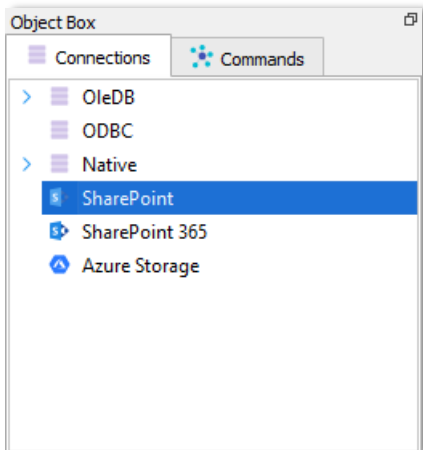 Object Box
Connections
Commands
OleDB
ODBC
Native
SharePoint
SharePoint 365
Azure Storage